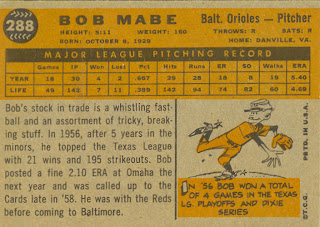 288
BOB MABE
Balt. Orioles — Pitcher
HEIGHT: 5:11 WEIGHT: 160 THROWS: R BATS: R
BORN: OCTOBER 8, 1929 HOME: DANVILLE, VA.
MAJOR LEAGUE PITCHING RECORD
Games IP Won Lost Pct. Hits Runs ER SO Walks ERA
YEAR 18 30 4 2 .667 29 18 9 19 5.40
LIFE 49 142 7 11 142 94 82 60 4.69
Bob's stock in trade is a whistling fast-
ball and an assortment of tricky, break-
ing stuff. In 1956, after 5 years in the
minors, he topped the Texas League
with 21 wins and 195 strikeouts. Bob
posted a fine 2.10 ERA at Omaha the
the next year and was called up to the
Cards late in '58. He was with the Reds
before coming to Baltimore.
IN '56 BOB WON A TOTAL
OF 4 GAMES IN THE TEXAS
LG. PLAYOFFS AND DIXIE
SERIES
©T.C.G.
PRTD. IN U.S.A.